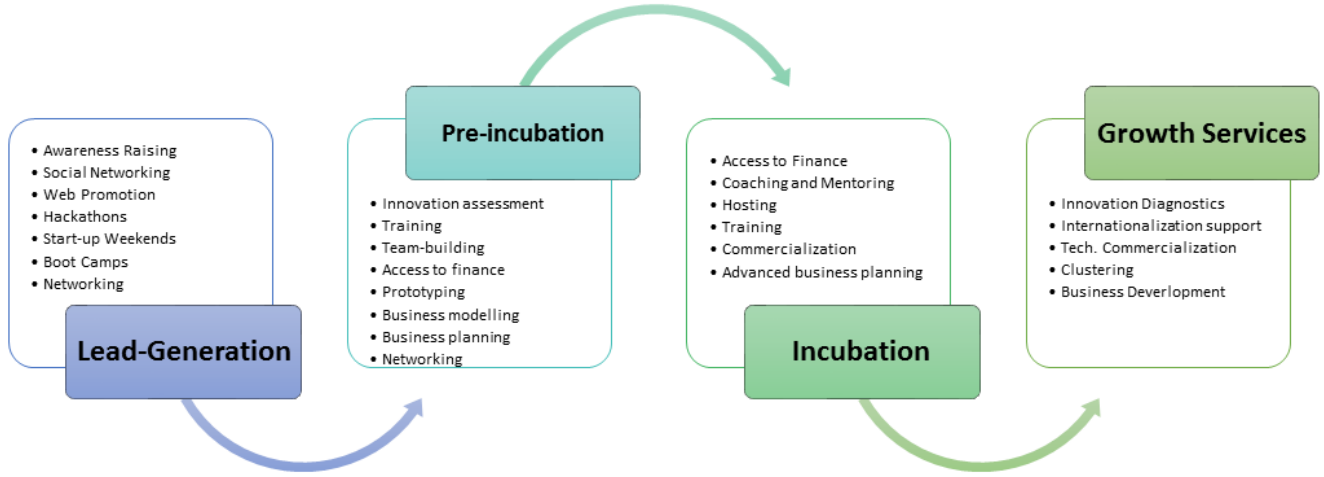 • Awareness Raising
• Social Networking
• Web Promotion
• Hackathons
• Start-up Weekends
• Boot Camps
• Networking
Lead-Generation
Pre-incubation
• Innovation assessment
• Training
• Team-building
• Access to finance
• Prototyping
• Business modelling
• Business planning
• Networking
• Access to Finance
• Coaching and Mentoring
• Hosting
• Training
• Commercialization
• Advanced business planning
Incubation
Growth Services
• Innovation Diagnostics
• Internationalization support
• Tech. Commercialization
• Clustering
• Business Deverlopment